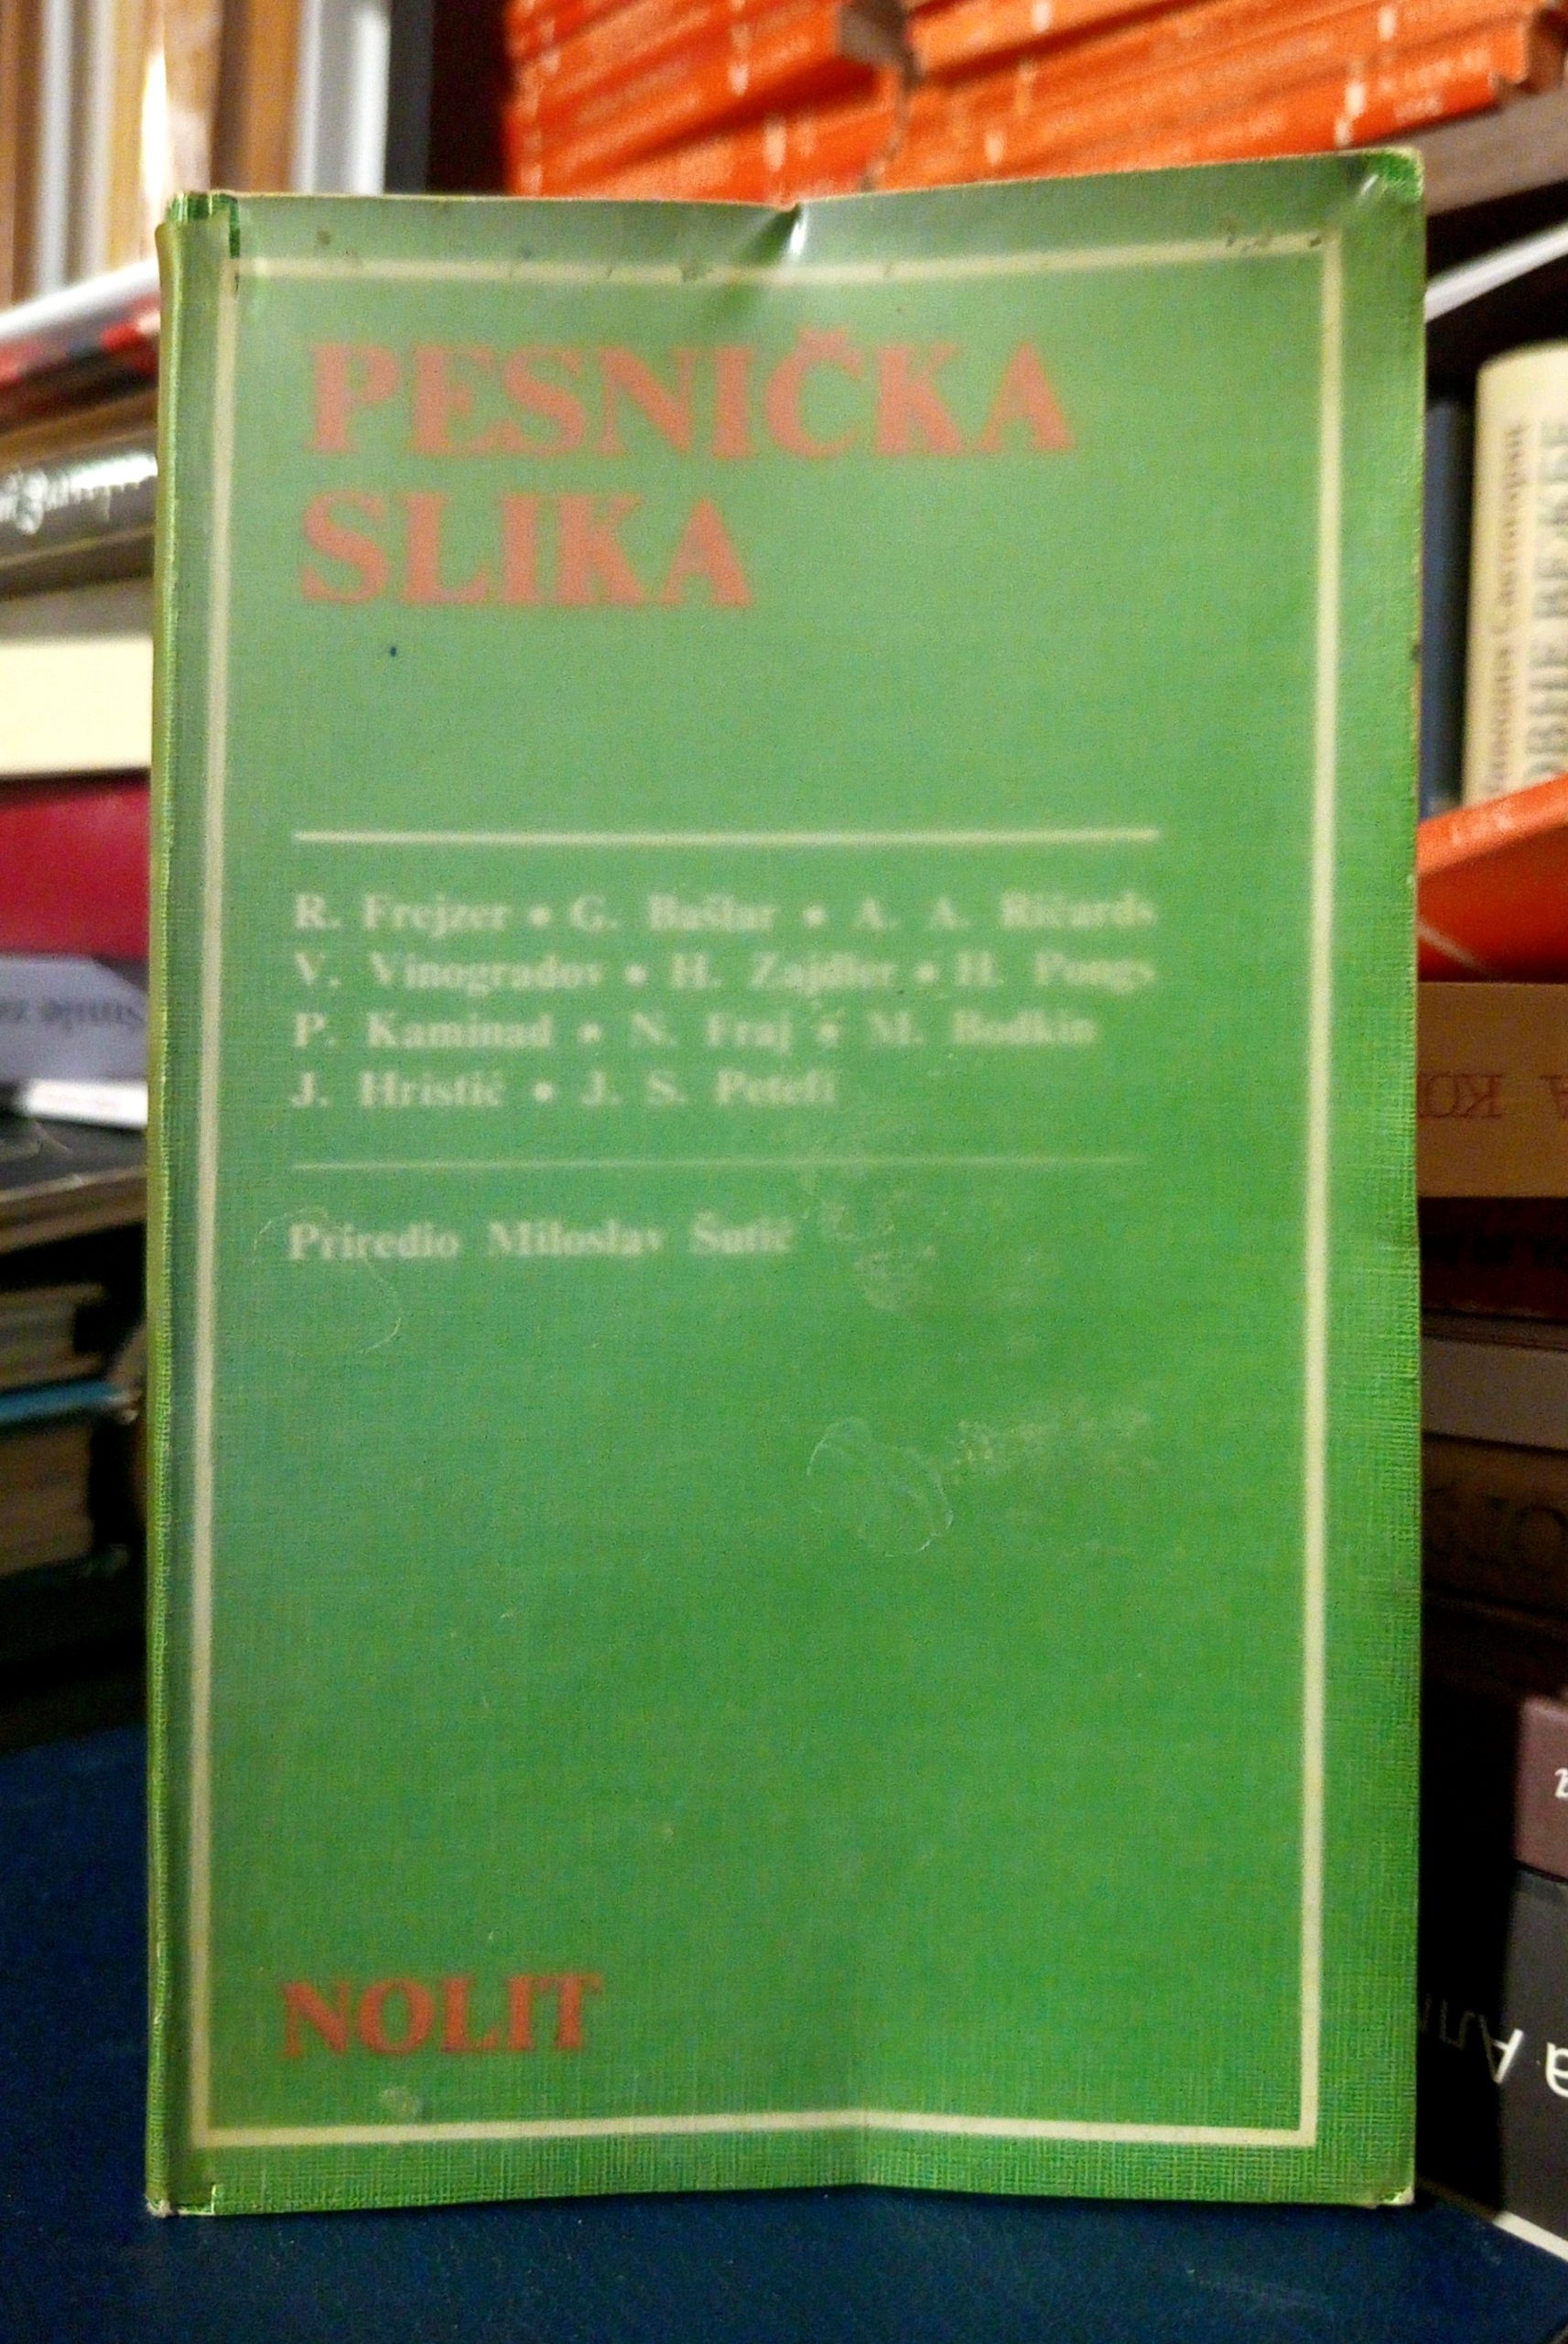 PESNIČKA
SLIKA
R. Frejzer • G. Bašlar • A. A. Ričards
V. Vinogradov • H. Zajdler • H. Pongs
P. Kaminad • N. Fraj • M. Bodkin
J. Hristić • J. S. Petefi
Priredio Miloslav Šutić
NOLIT